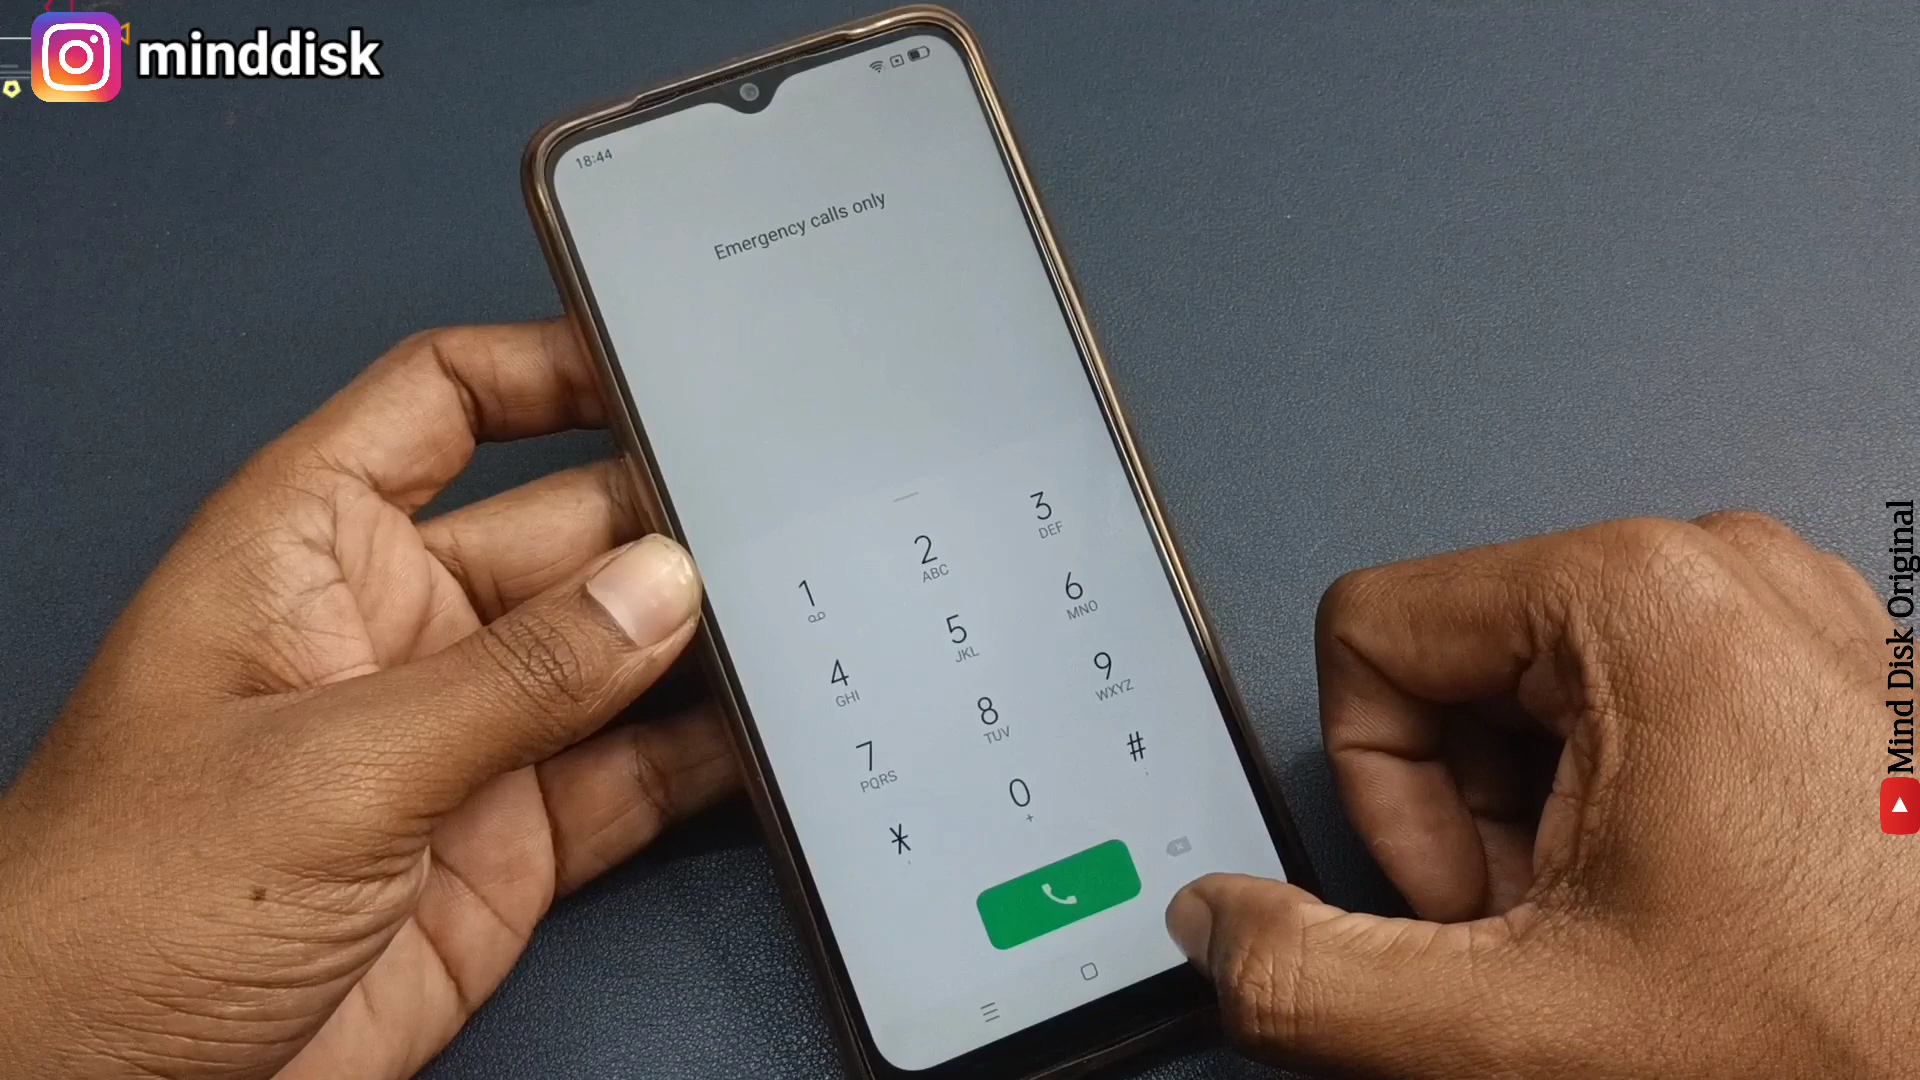 minddisk
18:44
Emergency calls only
1
2
ABC
3
DEF
4
GHI
5
JKL
6
MNO
7
PQRS
8
TUV
9
WXYZ
*
0
+
#
Mind Disk Original